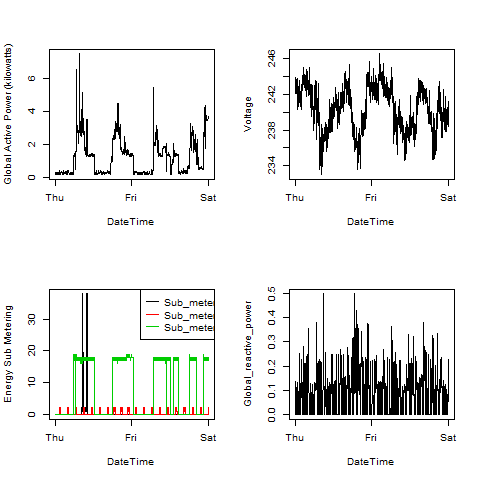 Global Active Power (kilowatts)
0 2 4 6
Thu Fri Sat
DateTime
Voltage
234 238 242 246
Thu Fri Sat
DateTime
Energy Sub Metering
0 10 20 30
Sub_meter
Sub_meter
Sub_meter
Thu Fri Sat
DateTime
Global_reactive_power
0.0 0.1 0.2 0.3 0.4 0.5
Thu Fri Sat
DateTime